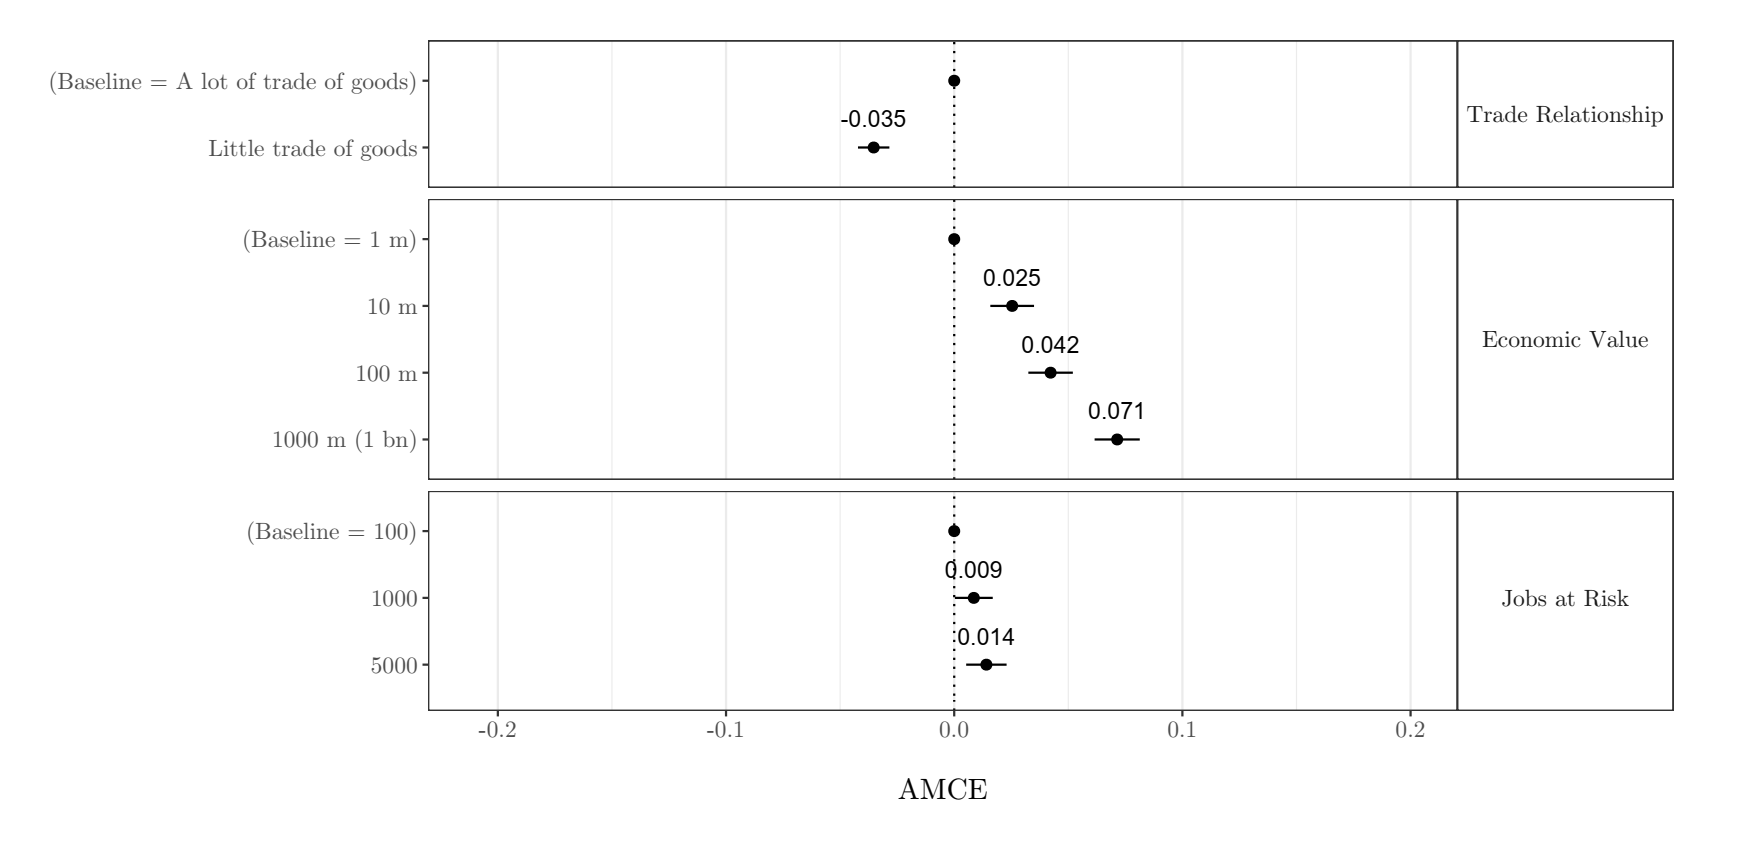 (Baseline = A lot of trade of goods)
-0.035
Little trade of goods
Trade Relationship
(Baseline = 1 m)
0.025
10 m
0.042
100 m
0.071
1000 m (1 bn)
Economic Value
(Baseline = 100)
0.009
1000
0.014
5000
Jobs at Risk
-0.2 -0.1 0.0 0.1 0.2
AMCE